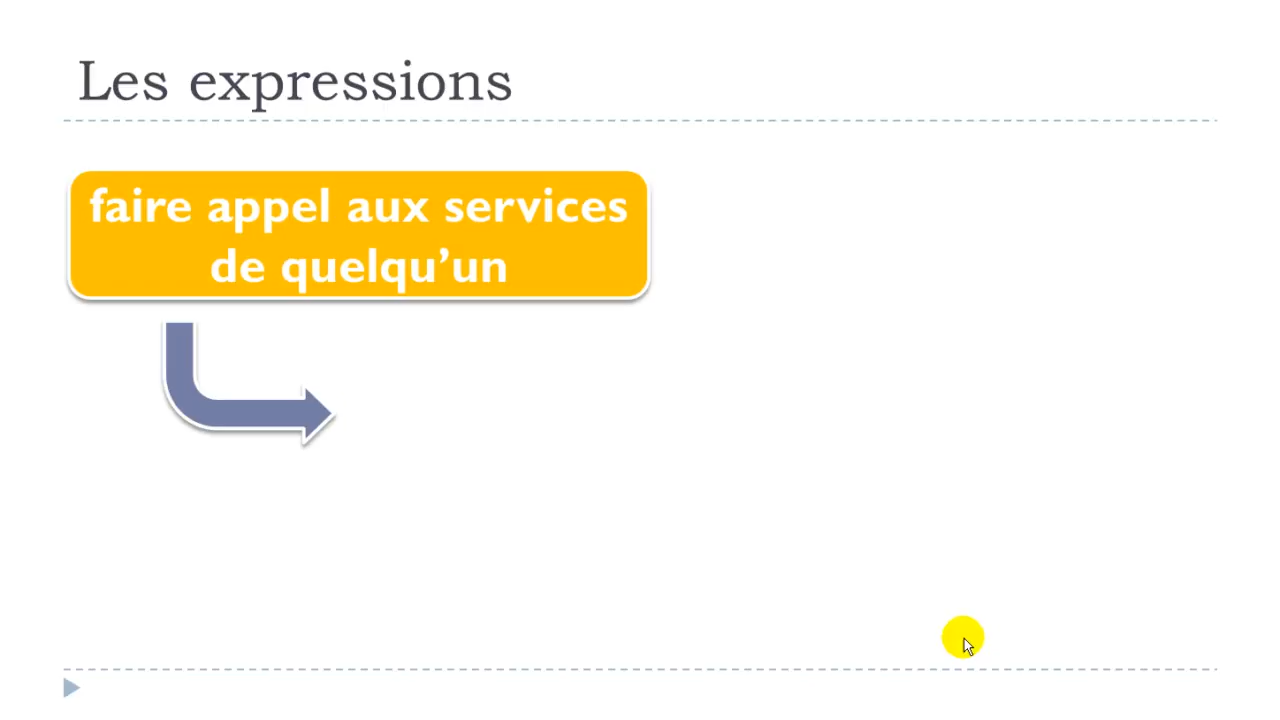 Les expressions
faire appel aux services
de quelqu’un